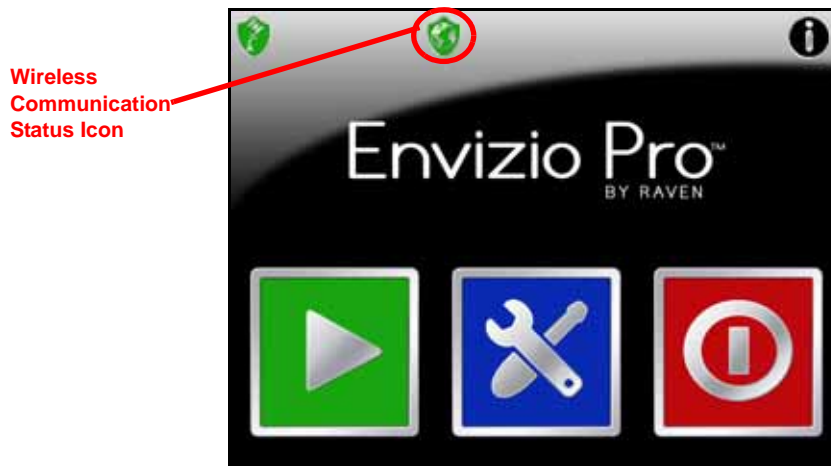 Wireless
Communication
Status Icon
Envizio Pro™
BY RAVEN